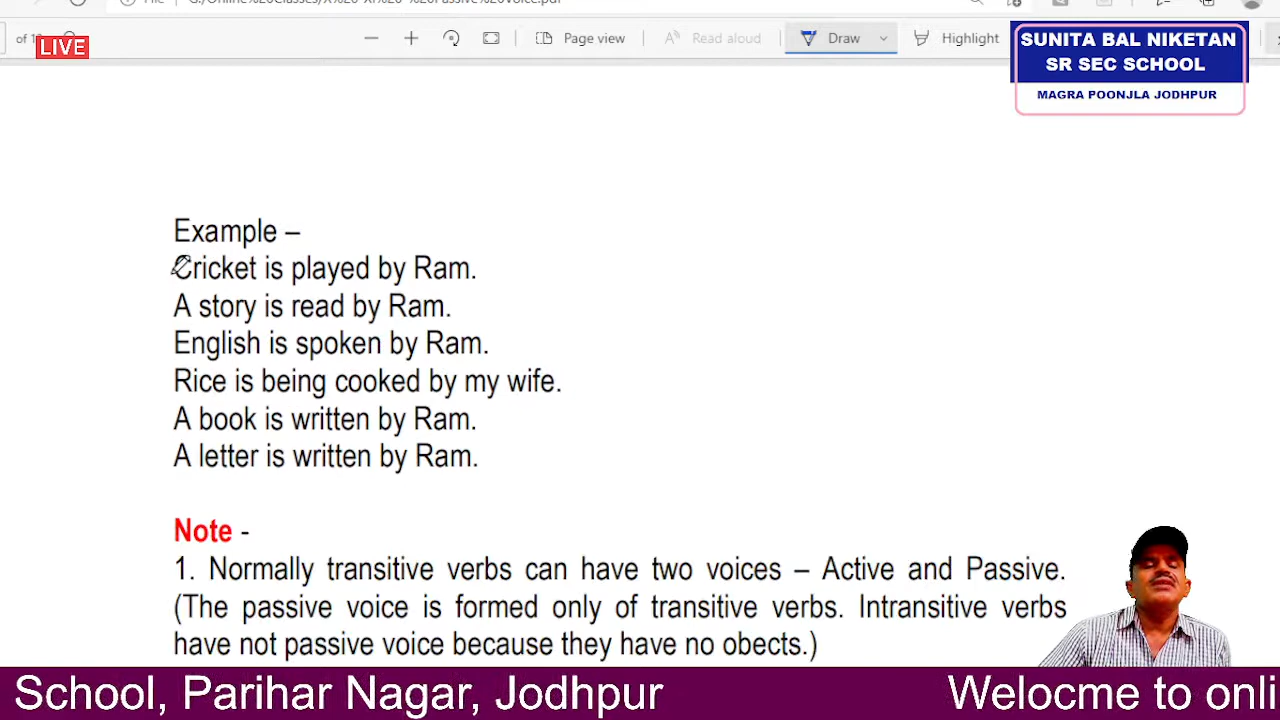 of 1
LIVE
Page view
Read aloud
Draw
Highlight
SUNITA BAL NIKETAN
SR SEC SCHOOL
MAGRA POONJLA JODHPUR
Example –
Cricket is played by Ram.
A story is read by Ram.
English is spoken by Ram.
Rice is being cooked by my wife.
A book is written by Ram.
A letter is written by Ram.
Note -
1. Normally transitive verbs can have two voices – Active and Passive.
(The passive voice is formed only of transitive verbs. Intransitive verbs
have not passive voice because they have no obects.)
School, Parihar Nagar, Jodhpur Welocme to onli